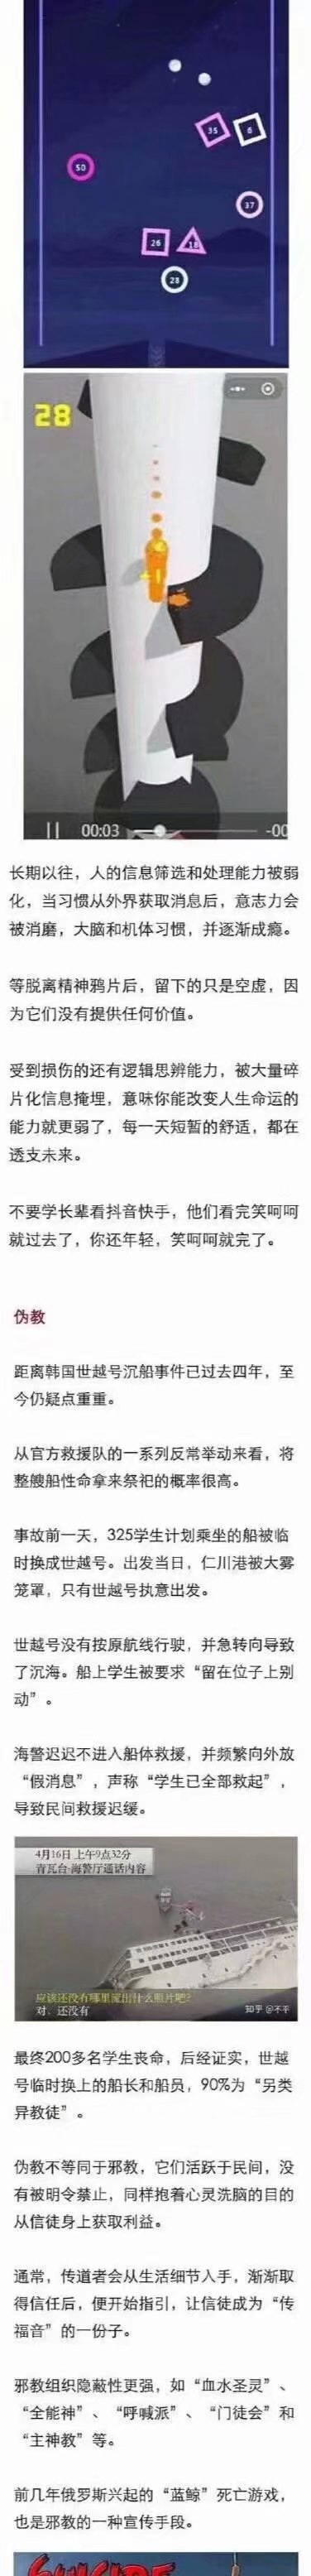 35
6
50
37
26
18
28
28
00:03
-00
长期以往，人的信息筛选和处理能力被弱
化，当习惯从外界获取消息后，意志力会
被消磨，大脑和机体习惯，并逐渐成瘾。
等脱离精神鸦片后，留下的只是空虚，因
为它们没有提供任何价值。
受到损伤的还有逻辑思辨能力，被大量碎
片化信息掩埋，意味你能改变人生命运的
能力就更弱了，每一天短暂的舒适，都在
透支未来。
不要学长辈看抖音快手，他们看完笑呵呵
就过去了，你还年轻，笑呵呵就完了。
伪教
距离韩国世越号沉船事件已过去四年，至
今仍疑点重重。
从官方救援队的一系列反常举动来看，将
整艘船性命拿来祭祀的概率很高。
事故前一天，325学生计划乘坐的船被临
时换成世越号。出发当日，仁川港被大雾
笼罩，只有世越号执意出发。
世越号没有按原航线行驶，并急转向导致
了沉海。船上学生被要求“留在位子上别
动”。
海警迟迟不进入船体救援，并频繁向外放
“假消息”，声称“学生已全部救起”，
导致民间救援迟缓。
4月16日 上午9点32分
青瓦台-海警厅通话内容
应该还没有哪里流出什么照片吧?
对、还没有
知乎 @不平
最终200多名学生丧命，后经证实，世越
号临时换上的船长和船员，90%为“另类
异教徒”。
伪教不等同于邪教，它们活跃于民间，没
有被明令禁止，同样抱着心灵洗脑的目的
从信徒身上获取利益。
通常，传道者会从生活细节入手，渐渐取
得信任后，便开始指引，让信徒成为“传
福音”的一份子。
邪教组织隐蔽性更强，如“血水圣灵”、
“全能神”、“呼喊派”、“门徒会”和
“主神教”等。
前几年俄罗斯兴起的“蓝鲸”死亡游戏，
也是邪教的一种宣传手段。
SUICIDE